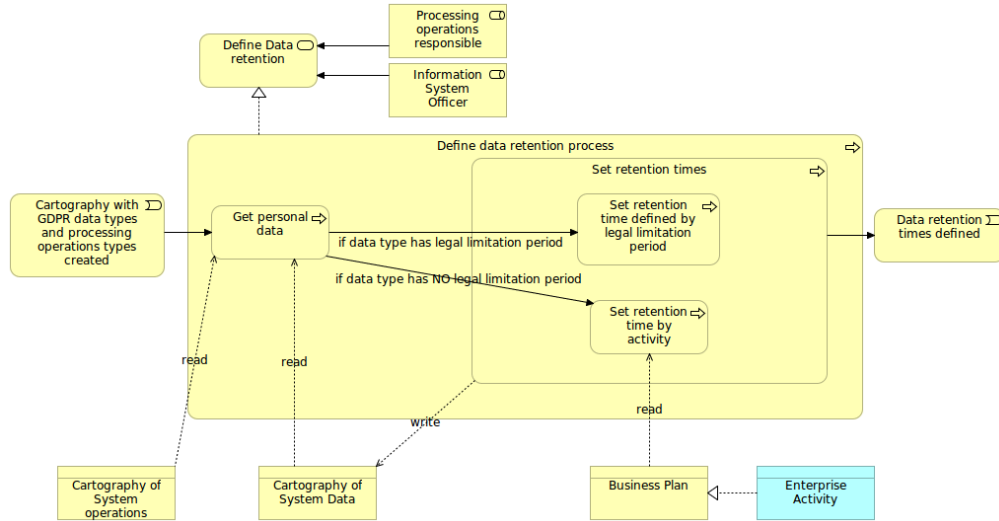 Processing
operations
responsible
Define Data
retention
Information
System
Officer
Define data retention process
Set retention times
Cartography with
GDPR data types
and processing
operations types
created
Get personal
data
Set retention
time defined by
legal limitation
period
Data retention
times defined
if data type has legal limitation period
if data type has NO legal limitation period
Set retention
time by
activity
read
read
read
write
Cartography of
System
operations
Cartography of
System Data
Business Plan
Enterprise
Activity